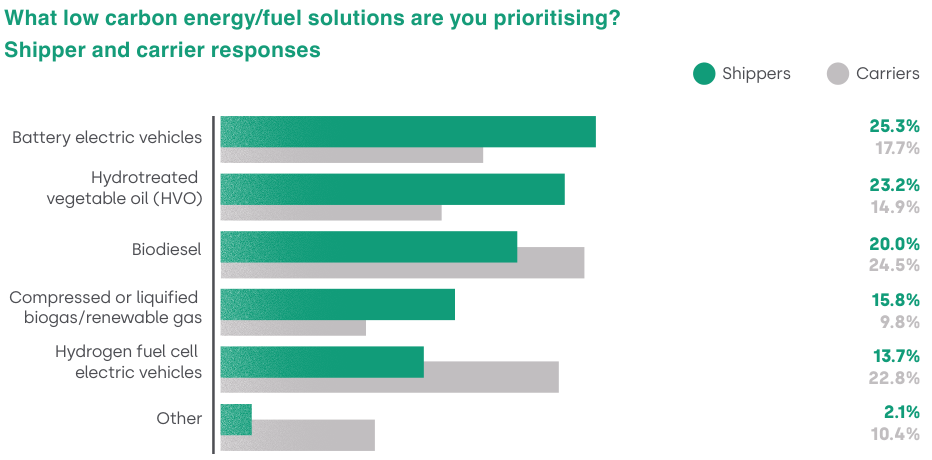 What low carbon energy/fuel solutions are you prioritising?
Shipper and carrier responses
Shippers
Carriers
Battery electric vehicles
25.3%
17.7%
Hydrotreated
vegetable oil (HVO)
23.2%
14.9%
Biodiesel
20.0%
24.5%
Compressed or liquified
biogas/renewable gas
15.8%
9.8%
Hydrogen fuel cell
electric vehicles
13.7%
22.8%
Other
2.1%
10.4%